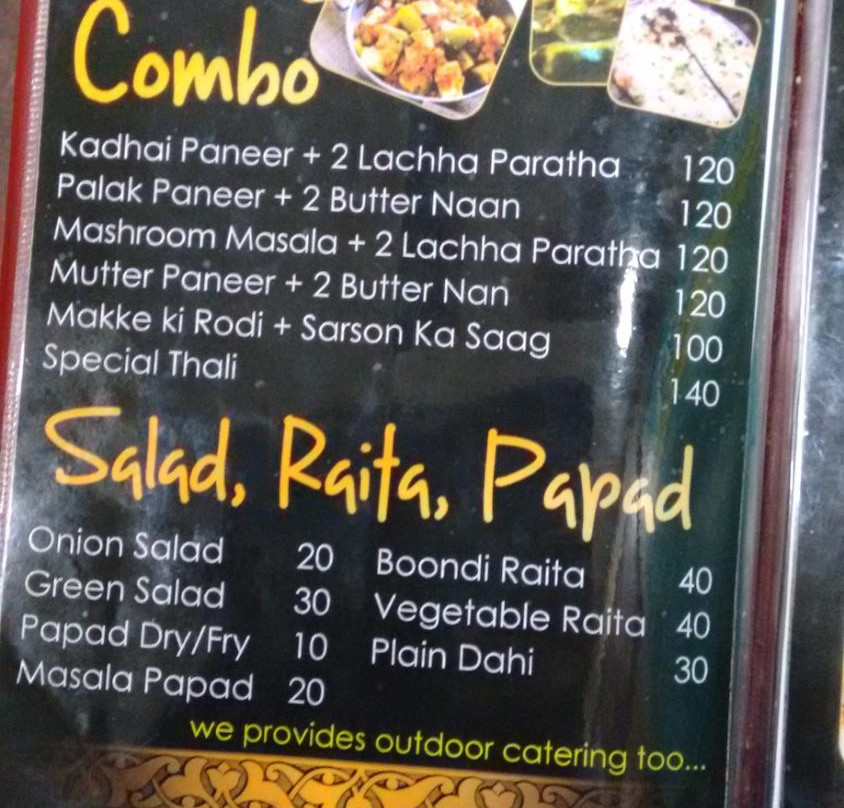 Combo
Kadhai Paneer + 2 Lachha Paratha 120
Palak Paneer + 2 Butter Naan 120
Mashroom Masala + 2 Lachha Paratha 120
Mutter Paneer + 2 Butter Nan 120
Makke ki Rodi + Sarson Ka Saag 100
Special Thali 140
Salad, Raita, Papad
Onion Salad 20 Boondi Raita 40
Green Salad 30 Vegetable Raita 40
Papad Dry/Fry 10 Plain Dahi 30
Masala Papad 20
we provides outdoor catering too...